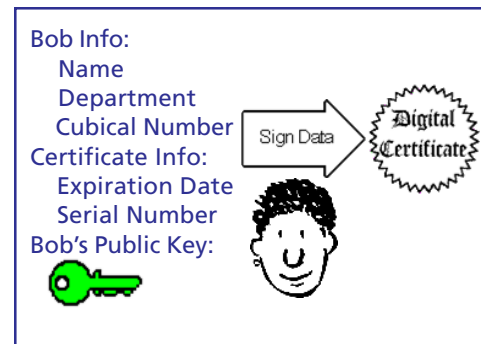 Bob Info:
Name
Department
Cubical Number
Certificate Info:
Expiration Date
Serial Number
Bob's Public Key:
Sign Data
Digital
Certificate